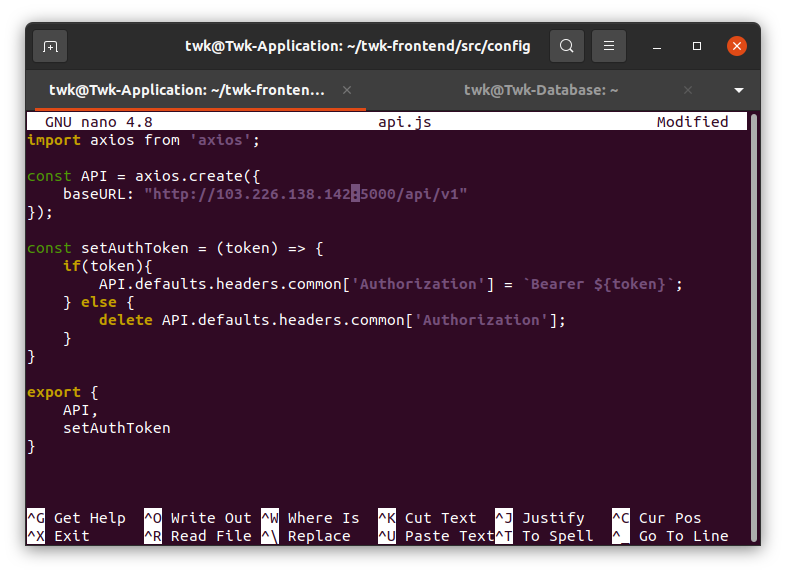 twk@Twk-Application: ~/twk-frontend/src/config
twk@Twk-Application: ~/twk-fronten... × twk@Twk-Database: ~ ×
GNU nano 4.8 api.js Modified
import axios from 'axios';

const API = axios.create({
    baseURL: "http://103.226.138.142:5000/api/v1"
});

const setAuthToken = (token) => {
    if(token){
        API.defaults.headers.common['Authorization'] = `Bearer ${token}`;
    } else {
        delete API.defaults.headers.common['Authorization'];
    }
}

export {
    API,
    setAuthToken
}

^G Get Help ^O Write Out ^W Where Is ^K Cut Text ^J Justify ^C Cur Pos
^X Exit ^R Read File ^\ Replace ^U Paste Text ^T To Spell ^_ Go To Line